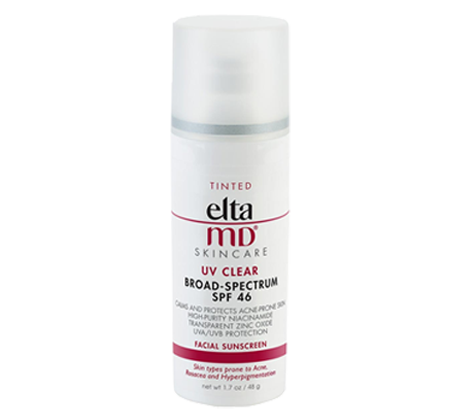 TINTED
elta
MD®
SKINCARE
UV CLEAR
BROAD-SPECTRUM
SPF 46
CALMS AND PROTECTS ACNE-PRONE SKIN
HIGH-PURITY NIACINAMIDE
TRANSPARENT ZINC OXIDE
UVA/UVB PROTECTION
FACIAL SUNSCREEN
Skin types prone to Acne,
Rosacea and Hyperpigmentation
net wt 1.7 oz / 48 g